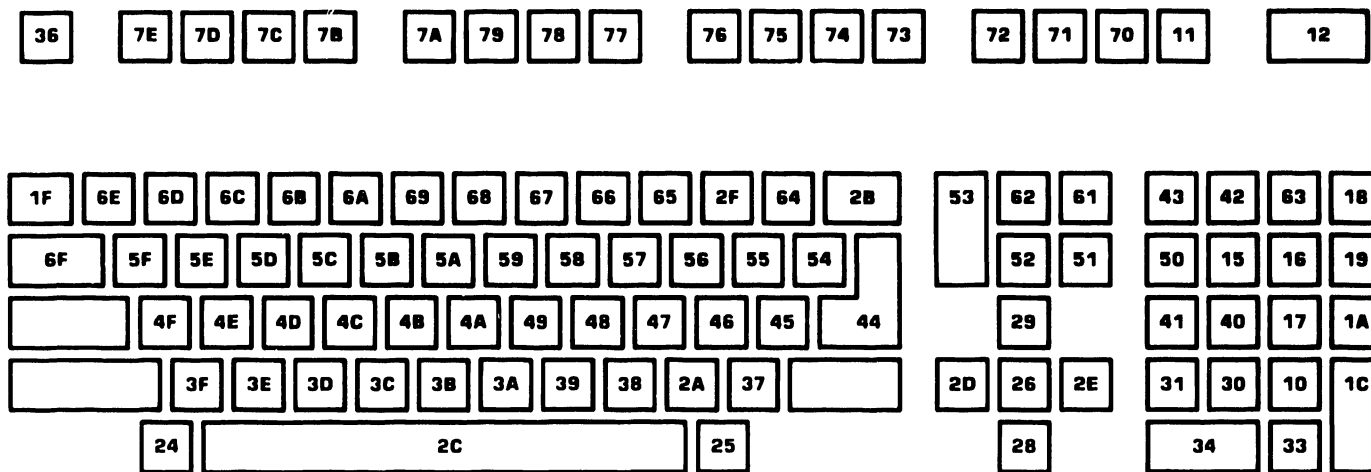 36 7E 7D 7C 7B 7A 79 78 77 76 75 74 73 72 71 70 11 12
1F 6E 6D 6C 6B 6A 69 68 67 66 65 2F 64 2B 53 62 61 43 42 63 18
6F 5F 5E 5D 5C 5B 5A 59 58 57 56 55 54 52 51 50 15 16 19
4F 4E 4D 4C 4B 4A 49 48 47 46 45 44 29 41 40 17 1A
3F 3E 3D 3C 3B 3A 39 38 2A 37 2D 26 2E 31 30 10 1C
24 2C 25 28 34 33